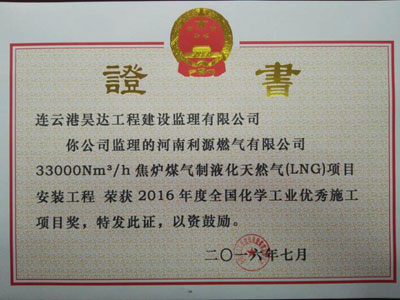 證書
连云港昊达工程建设监理有限公司
你公司监理的河南利源燃气有限公司
33000Nm³/h 焦炉煤气制液化天然气(LNG)项目
安装工程 荣获2016年度全国化学工业优秀施工
项目奖，特发此证，以资鼓励。
二〇一六年七月